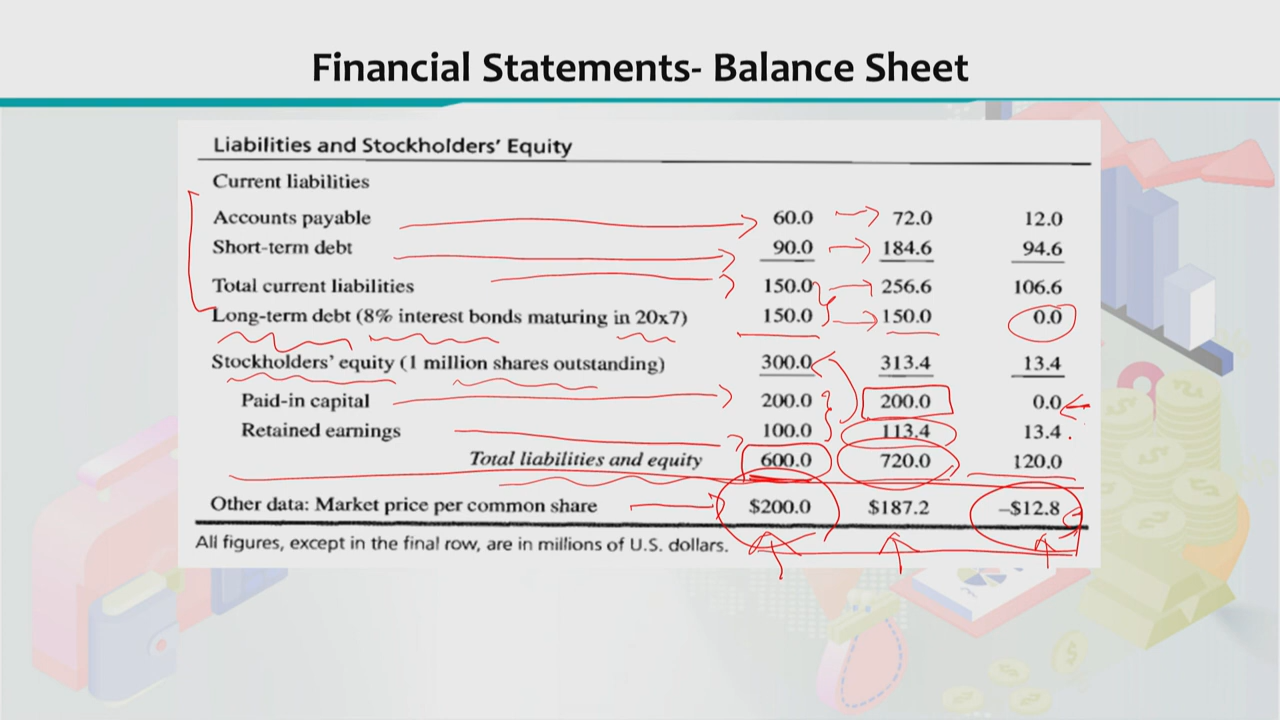 Financial Statements- Balance Sheet
Liabilities and Stockholders' Equity
Current liabilities
Accounts payable 60.0 72.0 12.0
Short-term debt 90.0 184.6 94.6
Total current liabilities 150.0 256.6 106.6
Long-term debt (8% interest bonds maturing in 20x7) 150.0 150.0 0.0
Stockholders' equity (1 million shares outstanding) 300.0 313.4 13.4
Paid-in capital 200.0 200.0 0.0
Retained earnings 100.0 113.4 13.4
Total liabilities and equity 600.0 720.0 120.0
Other data: Market price per common share $200.0 $187.2 –$12.8
All figures, except in the final row, are in millions of U.S. dollars.